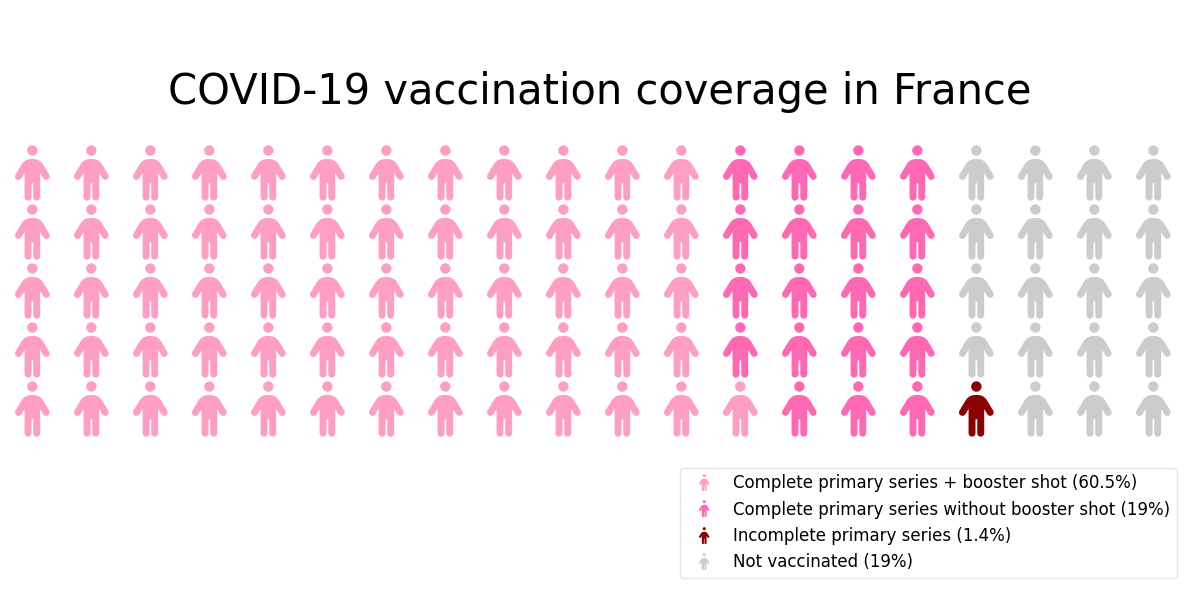 COVID-19 vaccination coverage in France
Complete primary series + booster shot (60.5%)
Complete primary series without booster shot (19%)
Incomplete primary series (1.4%)
Not vaccinated (19%)